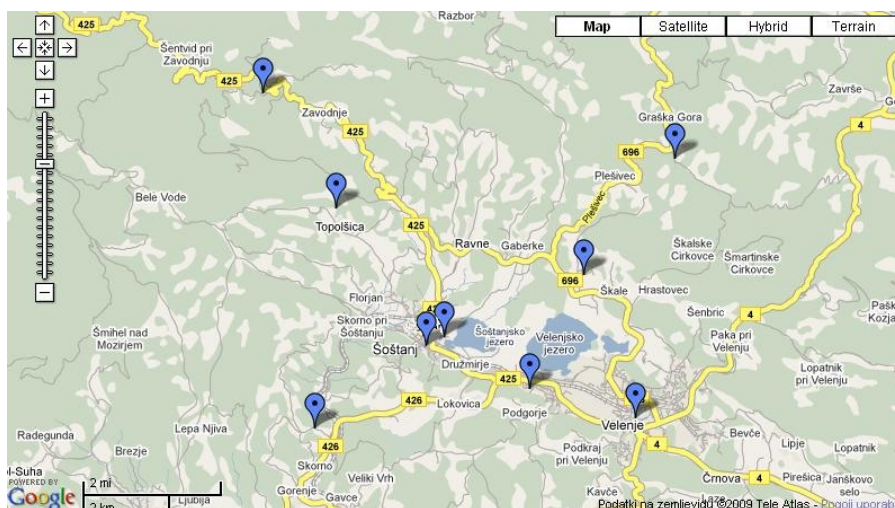 Razbor
Map
Satellite
Hybrid
Terrain
Šentvid pri
Zavodnju
425
Završe
4
Zavodnje
Graška Gora
425
696
Plešivec
Bele Vode
Plešivec
Topolšica
425
Ravne
Gaberke
Škalske
Cirkovce
Šmartinske
Cirkovce
696
Škale
Hrastovec
Florjan
Šenbric
4
Skorno pri
Šoštanju
Šmihel nad
Mozirjem
Šoštanj
Šoštanjsko
jezero
Velenjsko
jezero
Paka pri
Velenju
Družmirje
425
Lopatnik
pri Velenju
426
Lokovica
Podgorje
Velenje
Radegunda
Lepa Njiva
Brezje
426
Skorno
Podkraj
pri Velenju
4
Bevče
Lipje
Lopatnik
Veliki Vrh
Črnova
4
Pirešica
Janškovo
selo
Gorenje
Gavce
Kavče
Laze
Ljubija
POWERED BY
Google
2 mi
2 km
Podatki na zemljevidu ©2009 Tele Atlas - Pogoji uporab